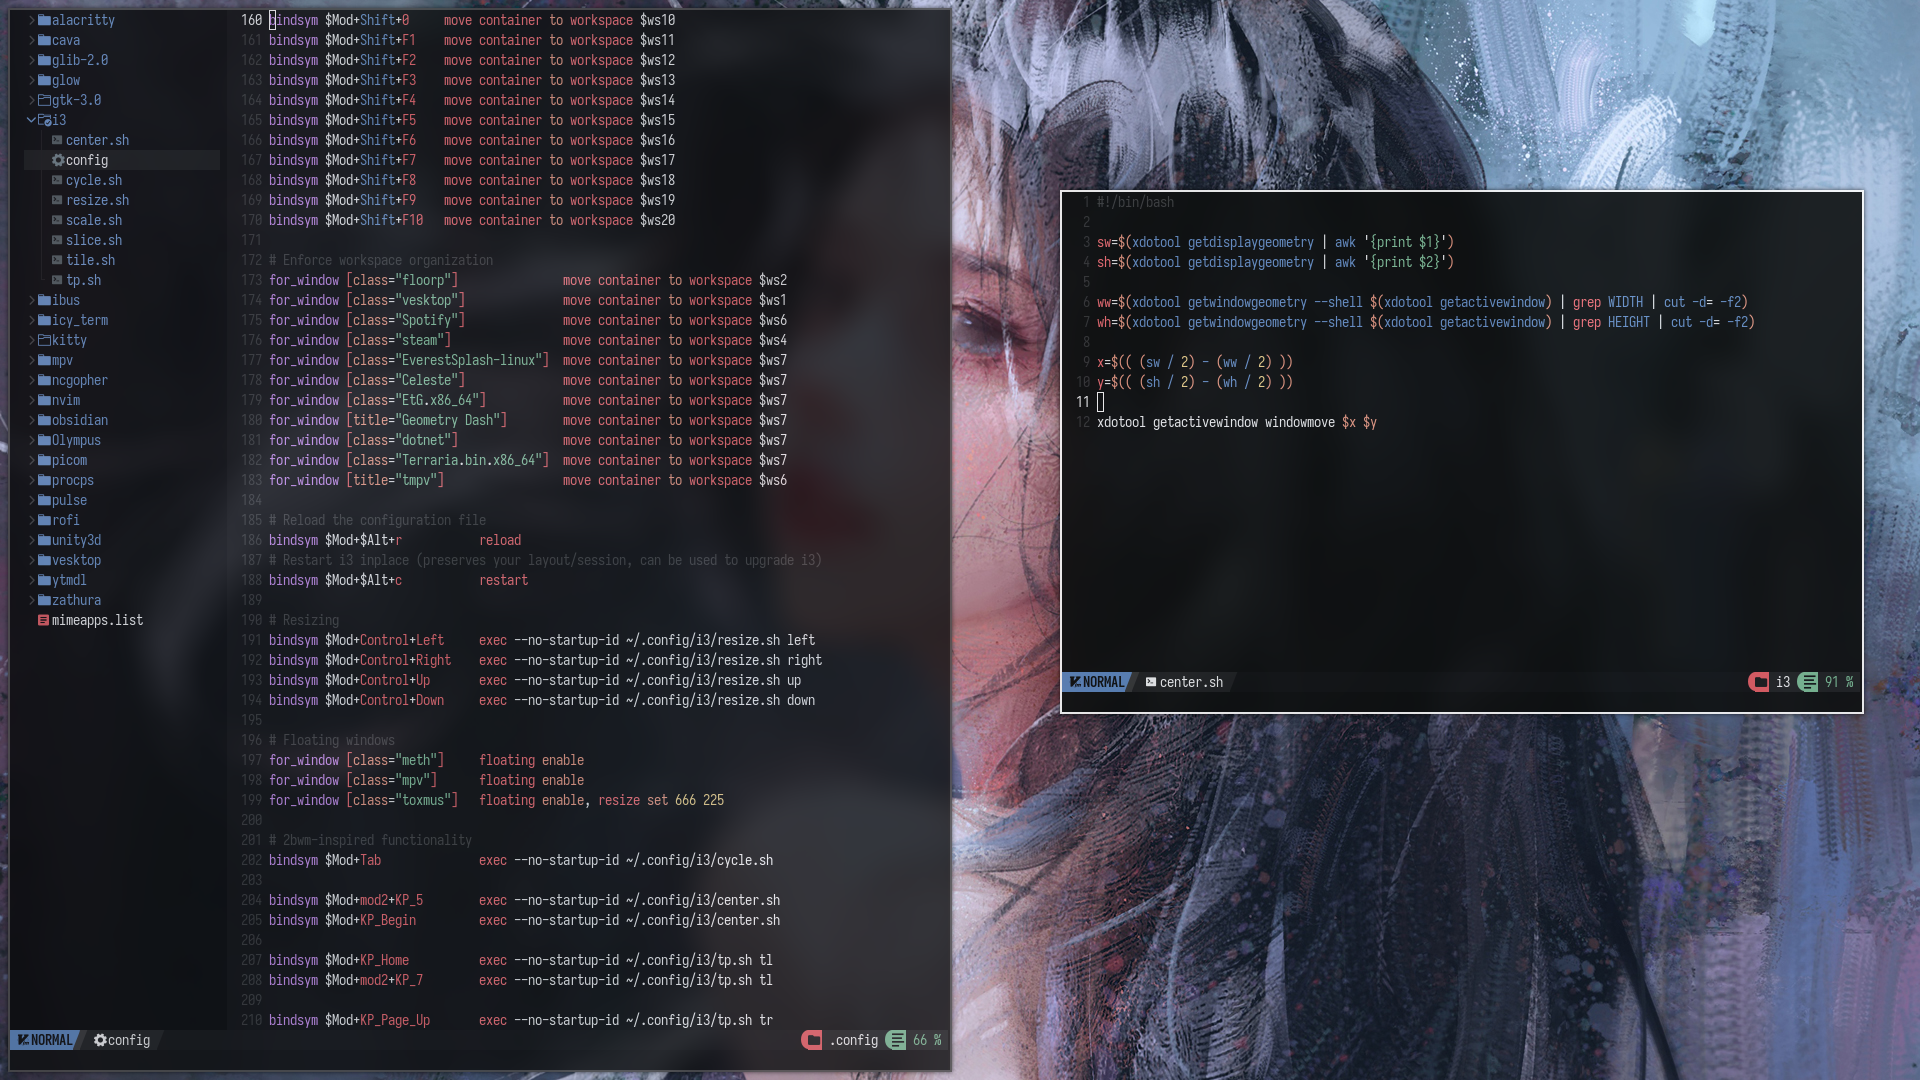 alacritty
cava
glib-2.0
glow
gtk-3.0
i3
center.sh
config
cycle.sh
resize.sh
scale.sh
slice.sh
tile.sh
tp.sh
ibus
icy_term
kitty
mpv
ncgopher
nvim
obsidian
Olympus
picom
procps
pulse
rofi
unity3d
vesktop
ytmdl
zathura
mimeapps.list
160 bindsym $Mod+Shift+0 move container to workspace $ws10
161 bindsym $Mod+Shift+F1 move container to workspace $ws11
162 bindsym $Mod+Shift+F2 move container to workspace $ws12
163 bindsym $Mod+Shift+F3 move container to workspace $ws13
164 bindsym $Mod+Shift+F4 move container to workspace $ws14
165 bindsym $Mod+Shift+F5 move container to workspace $ws15
166 bindsym $Mod+Shift+F6 move container to workspace $ws16
167 bindsym $Mod+Shift+F7 move container to workspace $ws17
168 bindsym $Mod+Shift+F8 move container to workspace $ws18
169 bindsym $Mod+Shift+F9 move container to workspace $ws19
170 bindsym $Mod+Shift+F10 move container to workspace $ws20
171
172 # Enforce workspace organization
173 for_window [class="floorp"] move container to workspace $ws2
174 for_window [class="vesktop"] move container to workspace $ws1
175 for_window [class="Spotify"] move container to workspace $ws6
176 for_window [class="steam"] move container to workspace $ws4
177 for_window [class="EverestSplash-linux"] move container to workspace $ws7
178 for_window [class="Celeste"] move container to workspace $ws7
179 for_window [class="EtG.x86_64"] move container to workspace $ws7
180 for_window [title="Geometry Dash"] move container to workspace $ws7
181 for_window [class="dotnet"] move container to workspace $ws7
182 for_window [class="Terraria.bin.x86_64"] move container to workspace $ws7
183 for_window [title="tmpv"] move container to workspace $ws6
184
185 # Reload the configuration file
186 bindsym $Mod+$Alt+r reload
187 # Restart i3 inplace (preserves your layout/session, can be used to upgrade i3)
188 bindsym $Mod+$Alt+c restart
189
190 # Resizing
191 bindsym $Mod+Control+Left exec --no-startup-id ~/.config/i3/resize.sh left
192 bindsym $Mod+Control+Right exec --no-startup-id ~/.config/i3/resize.sh right
193 bindsym $Mod+Control+Up exec --no-startup-id ~/.config/i3/resize.sh up
194 bindsym $Mod+Control+Down exec --no-startup-id ~/.config/i3/resize.sh down
195
196 # Floating windows
197 for_window [class="meth"] floating enable
198 for_window [class="mpv"] floating enable
199 for_window [class="toxmus"] floating enable, resize set 666 225
200
201 # 2bwm-inspired functionality
202 bindsym $Mod+Tab exec --no-startup-id ~/.config/i3/cycle.sh
203
204 bindsym $Mod+mod2+KP_5 exec --no-startup-id ~/.config/i3/center.sh
205 bindsym $Mod+KP_Begin exec --no-startup-id ~/.config/i3/center.sh
206
207 bindsym $Mod+KP_Home exec --no-startup-id ~/.config/i3/tp.sh tl
208 bindsym $Mod+mod2+KP_7 exec --no-startup-id ~/.config/i3/tp.sh tl
209
210 bindsym $Mod+KP_Page_Up exec --no-startup-id ~/.config/i3/tp.sh tr
NORMAL config .config 66 %
1 #!/bin/bash
2
3 sw=$(xdotool getdisplaygeometry | awk '{print $1}')
4 sh=$(xdotool getdisplaygeometry | awk '{print $2}')
5
6 ww=$(xdotool getwindowgeometry --shell $(xdotool getactivewindow) | grep WIDTH | cut -d= -f2)
7 wh=$(xdotool getwindowgeometry --shell $(xdotool getactivewindow) | grep HEIGHT | cut -d= -f2)
8
9 x=$(( (sw / 2) - (ww / 2) ))
10 y=$(( (sh / 2) - (wh / 2) ))
11
12 xdotool getactivewindow windowmove $x $y
NORMAL center.sh i3 91 %